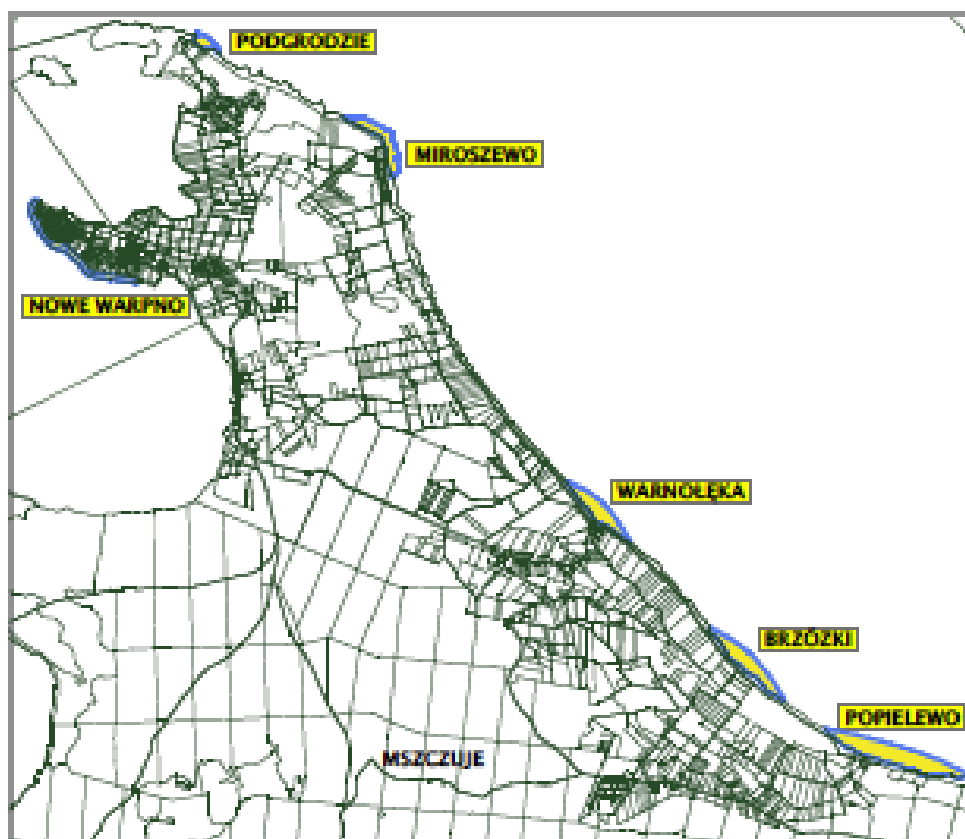 PODGRODZIE
MIROSZEWO
NOWE WARPNO
WARNOŁĘKA
BRZÓZKI
POPIELEWO
MSZCZUJE